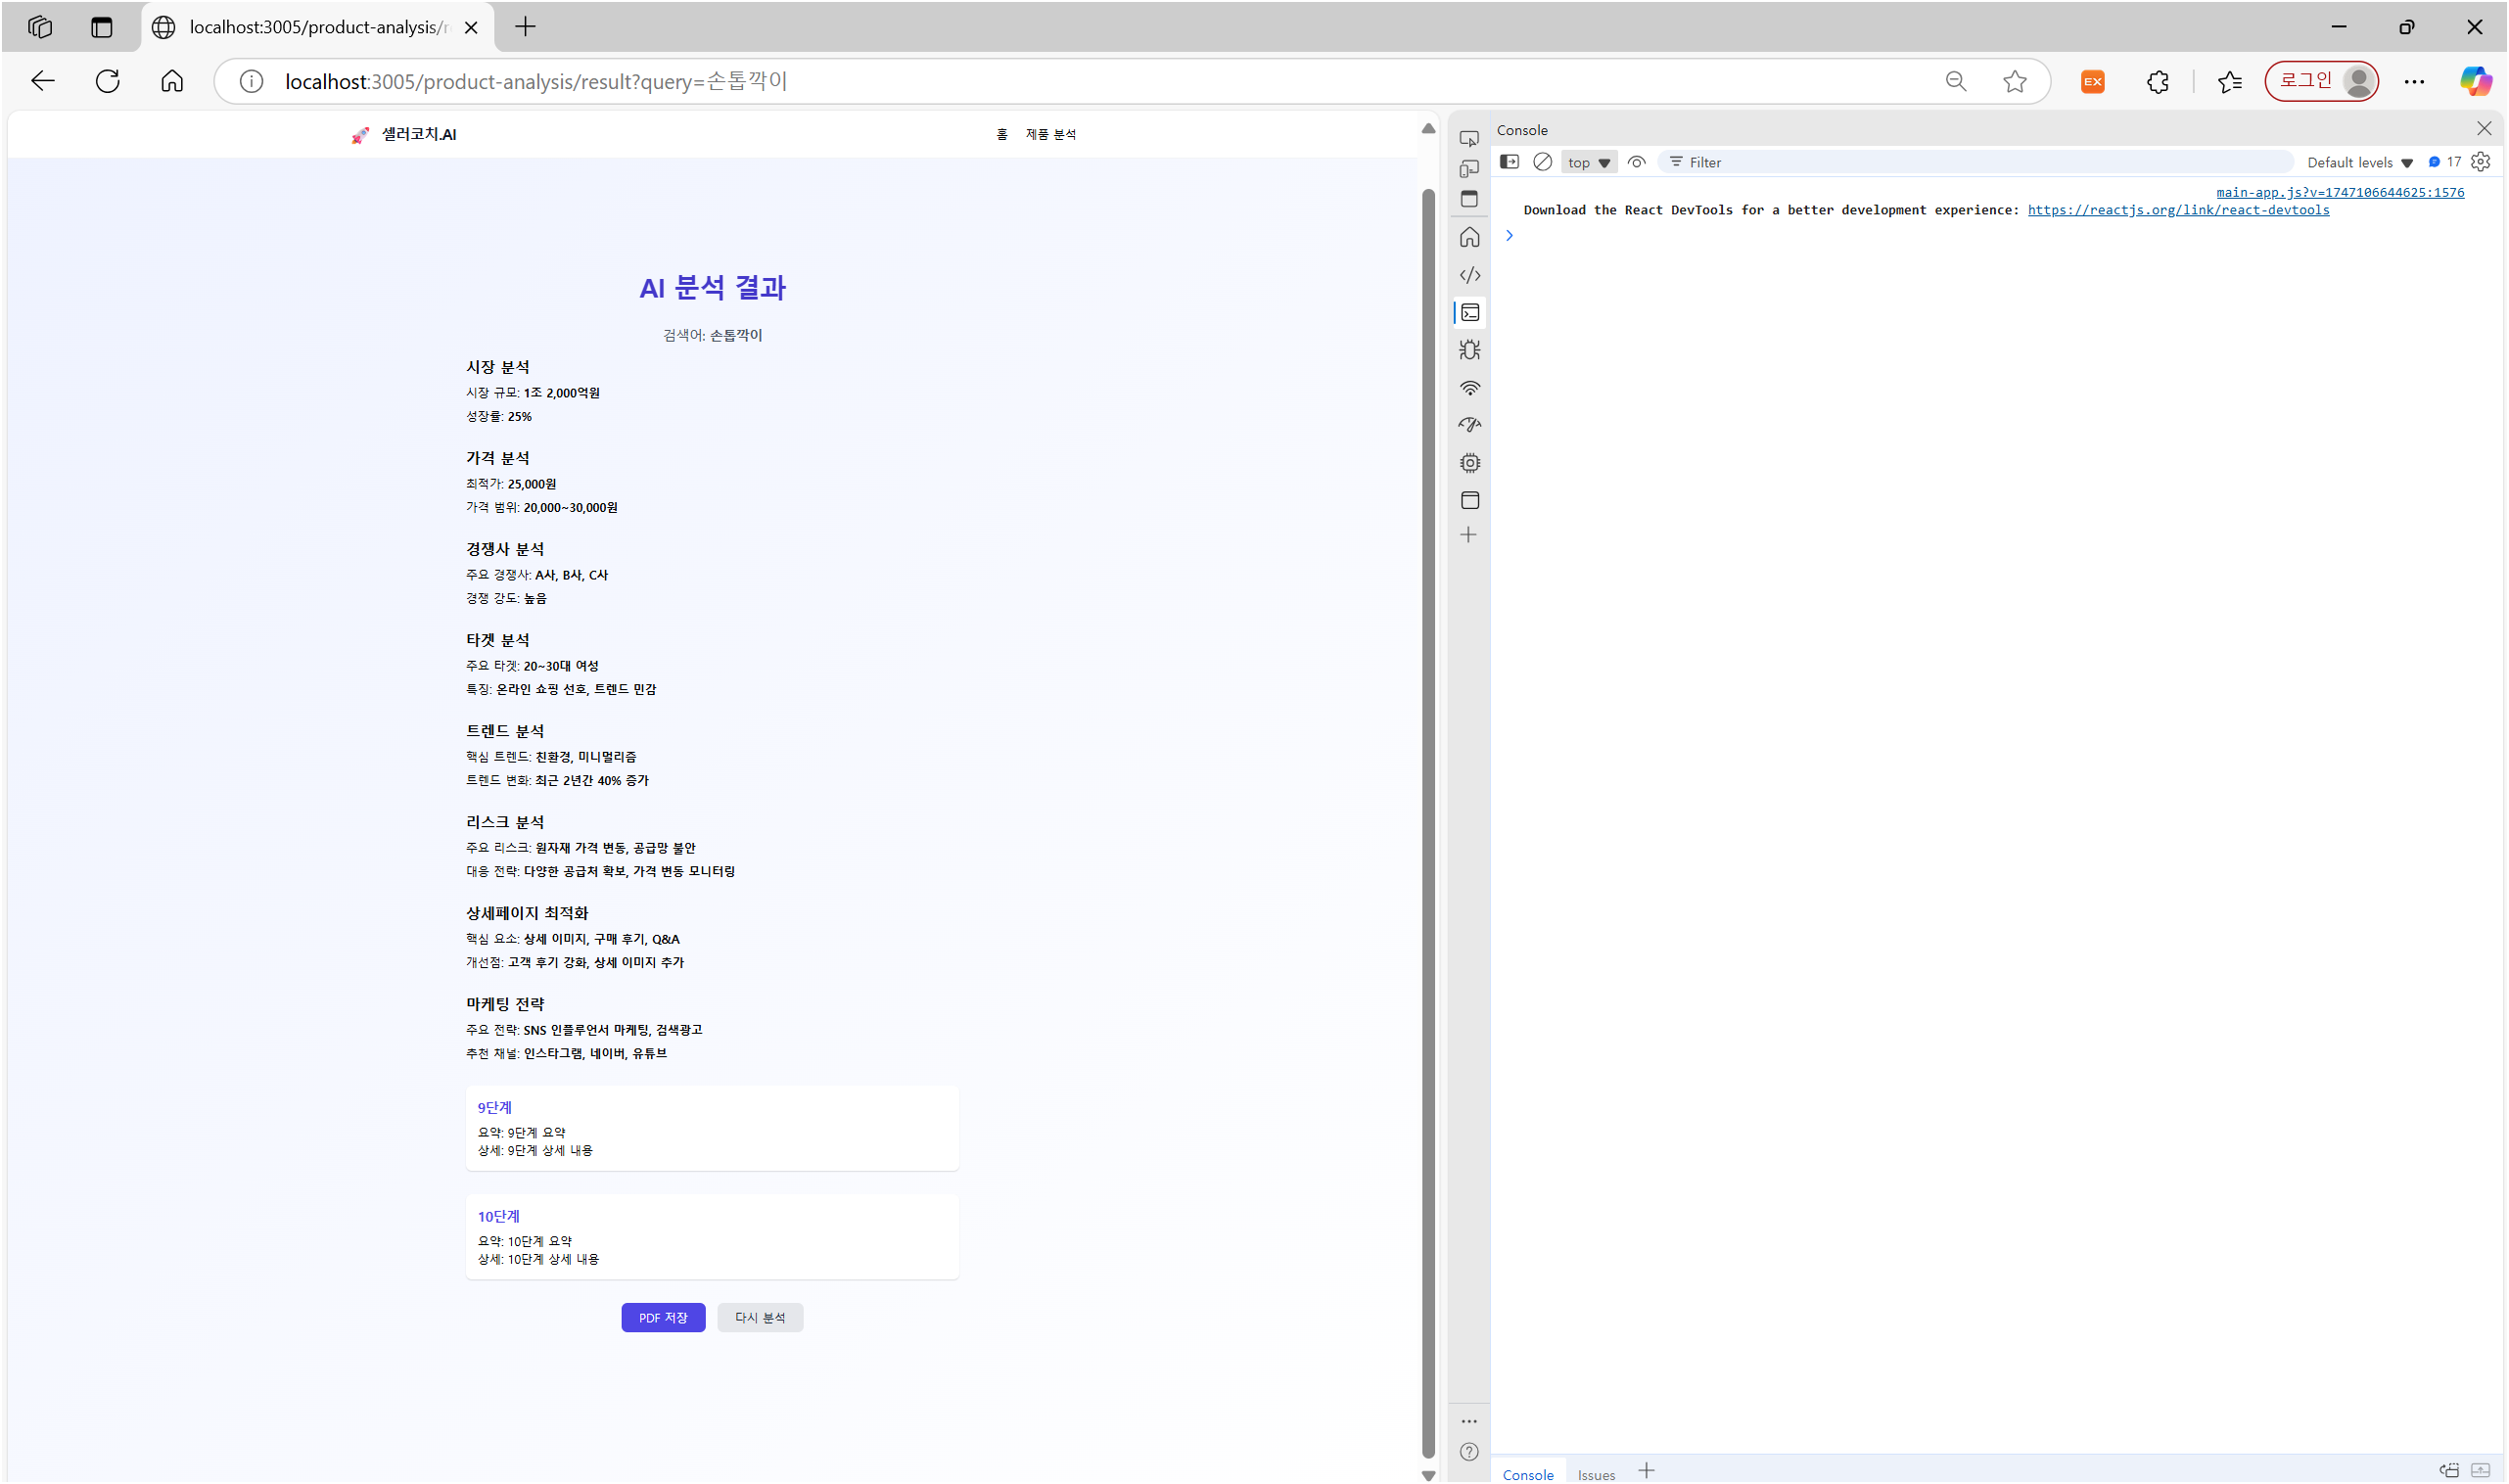 localhost:3005/product-analysis/r
localhost:3005/product-analysis/result?query=손톱깍이
EX
로그인
🚀 셀러코치.AI
홈
제품 분석
AI 분석 결과
검색어: 손톱깍이
시장 분석
시장 규모: 1조 2,000억원
성장률: 25%
가격 분석
최적가: 25,000원
가격 범위: 20,000~30,000원
경쟁사 분석
주요 경쟁사: A사, B사, C사
경쟁 강도: 높음
타겟 분석
주요 타겟: 20~30대 여성
특징: 온라인 쇼핑 선호, 트렌드 민감
트렌드 분석
핵심 트렌드: 친환경, 미니멀리즘
트렌드 변화: 최근 2년간 40% 증가
리스크 분석
주요 리스크: 원자재 가격 변동, 공급망 불안
대응 전략: 다양한 공급처 확보, 가격 변동 모니터링
상세페이지 최적화
핵심 요소: 상세 이미지, 구매 후기, Q&A
개선점: 고객 후기 강화, 상세 이미지 추가
마케팅 전략
주요 전략: SNS 인플루언서 마케팅, 검색광고
추천 채널: 인스타그램, 네이버, 유튜브
9단계
요약: 9단계 요약
상세: 9단계 상세 내용
10단계
요약: 10단계 요약
상세: 10단계 상세 내용
PDF 저장
다시 분석
Console
top
Filter
Default levels
17
main-app.js?v=1747106644625:1576
Download the React DevTools for a better development experience: https://reactjs.org/link/react-devtools
Console
Issues